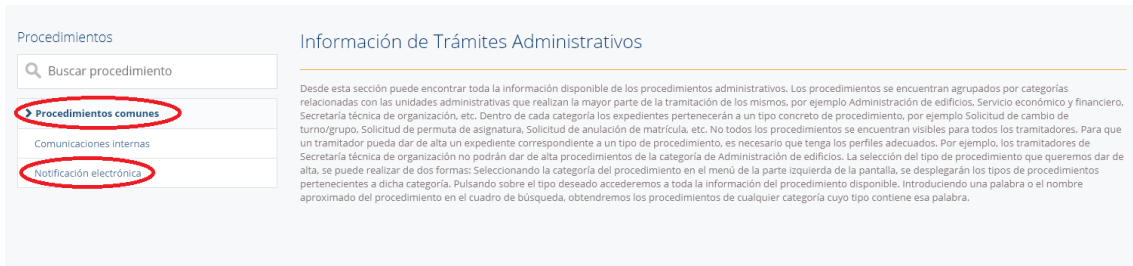 Procedimientos
Buscar procedimiento
Procedimientos comunes
Comunicaciones internas
Notificación electrónica
Información de Trámites Administrativos
Desde esta sección puede encontrar toda la información disponible de los procedimientos administrativos. Los procedimientos se encuentran agrupados por categorías
relacionadas con las unidades administrativas que realizan la mayor parte de la tramitación de los mismos, por ejemplo Administración de edificios, Servicio económico y financiero,
Secretaría técnica de organización, etc. Dentro de cada categoría los expedientes pertenecerán a un tipo concreto de procedimiento, por ejemplo Solicitud de cambio de
turno/grupo, Solicitud de permuta de asignatura, Solicitud de anulación de matrícula, etc. No todos los procedimientos se encuentran visibles para todos los tramitadores. Para que
un tramitador pueda dar de alta un expediente correspondiente a un tipo de procedimiento, es necesario que tenga los perfiles adecuados. Por ejemplo, los tramitadores de
Secretaría técnica de organización no podrán dar de alta procedimientos de la categoría de Administración de edificios. La selección del tipo de procedimiento que queremos dar de
alta, se puede realizar de dos formas: Seleccionando la categoría del procedimiento en el menú de la parte izquierda de la pantalla, se desplegarán los tipos de procedimientos
pertenecientes a dicha categoría. Pulsando sobre el tipo deseado accederemos a toda la información del procedimiento disponible. Introduciendo una palabra o el nombre
aproximado del procedimiento en el cuadro de búsqueda, obtendremos los procedimientos de cualquier categoría cuyo tipo contiene esa palabra.